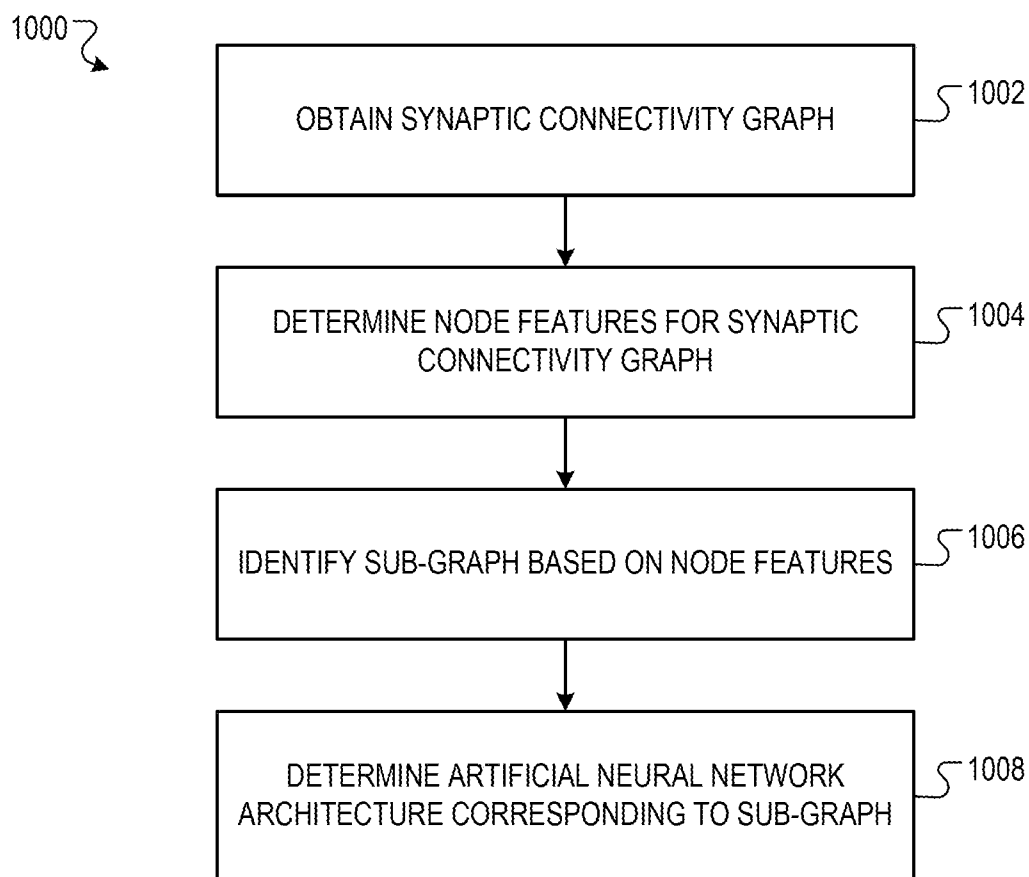 1000
OBTAIN SYNAPTIC CONNECTIVITY GRAPH
1002
DETERMINE NODE FEATURES FOR SYNAPTIC
CONNECTIVITY GRAPH
1004
IDENTIFY SUB-GRAPH BASED ON NODE FEATURES
1006
DETERMINE ARTIFICIAL NEURAL NETWORK
ARCHITECTURE CORRESPONDING TO SUB-GRAPH
1008